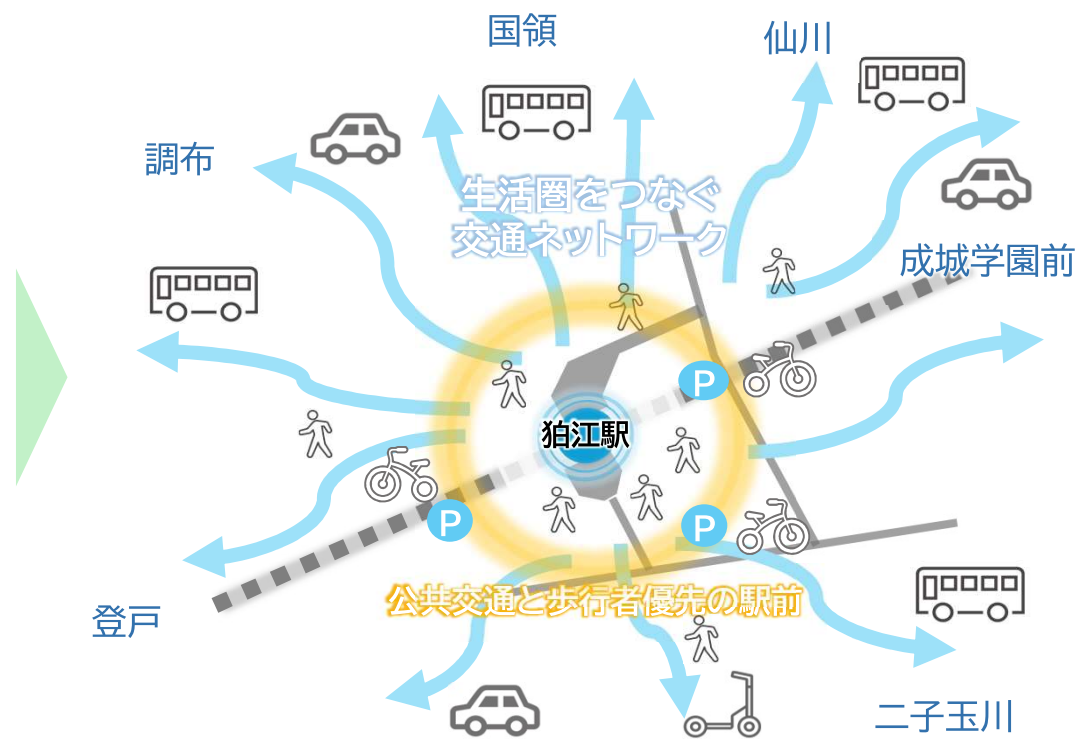 国領
仙川
調布
生活圏をつなぐ
交通ネットワーク
成城学園前
P
狛江駅
P
P
公共交通と歩行者優先の駅前
登戸
二子玉川